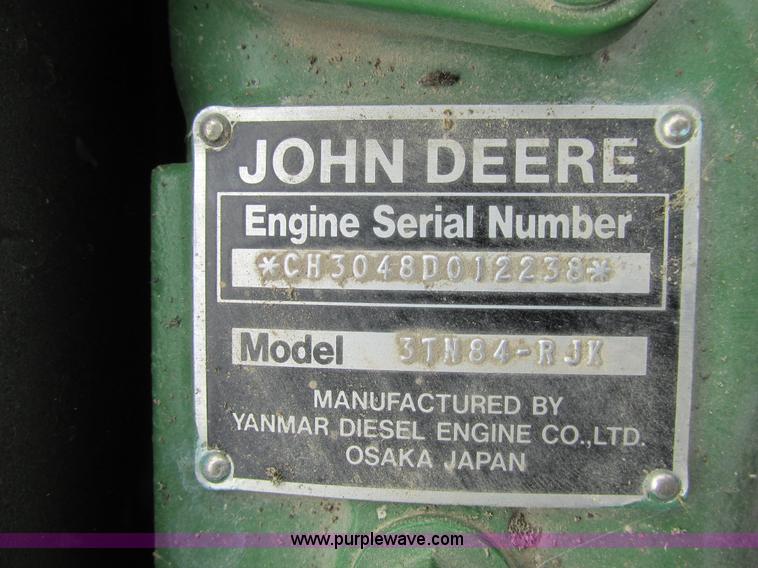 JOHN DEERE
Engine Serial Number
*CH3048D012238*
Model 3TN84-RJK
MANUFACTURED BY
YANMAR DIESEL ENGINE CO.,LTD.
OSAKA JAPAN
www.purplewave.com